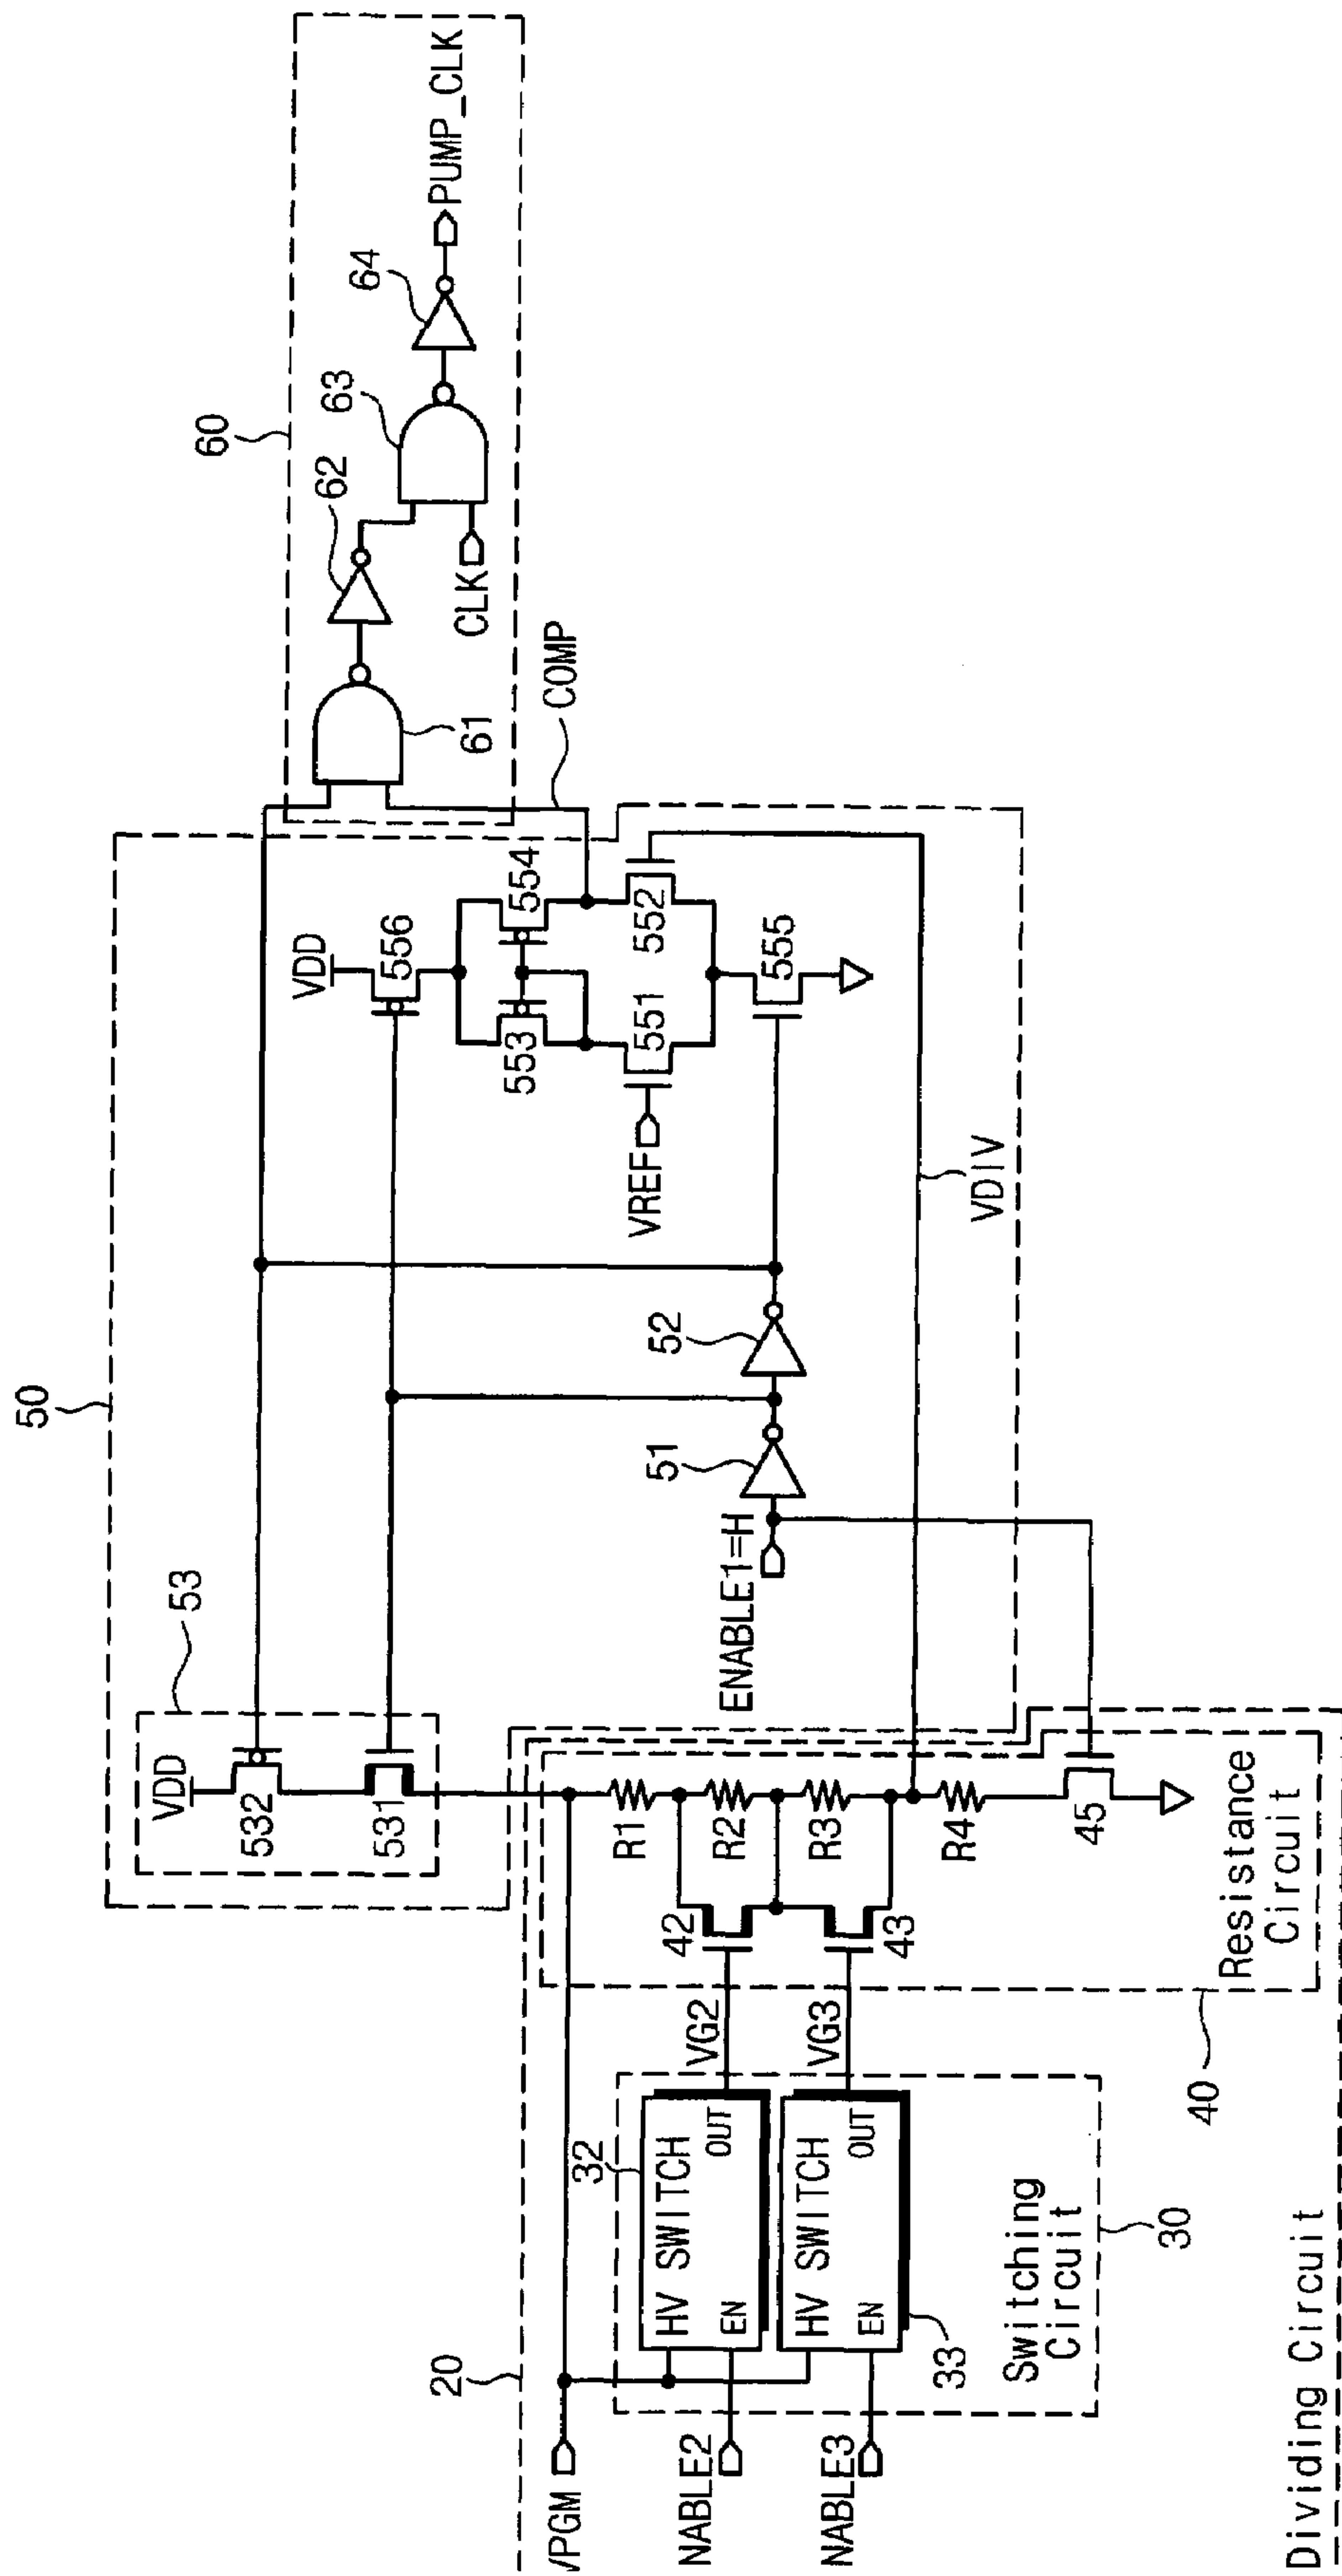 50
53
VDD
532
531
VDD
556
553
554
551
552
555
VREF
COMP
60
61
62
63
64
CLK
PUMP_CLK
51
52
ENABLE1=H
VDIV
20
VPGM
NABLE2
NABLE3
32
HV SWITCH
EN
OUT
HV SWITCH
EN
OUT
33
Switching
Circuit
30
VG2
VG3
42
43
R1
R2
R3
R4
45
Resistance
Circuit
40
Dividing Circuit